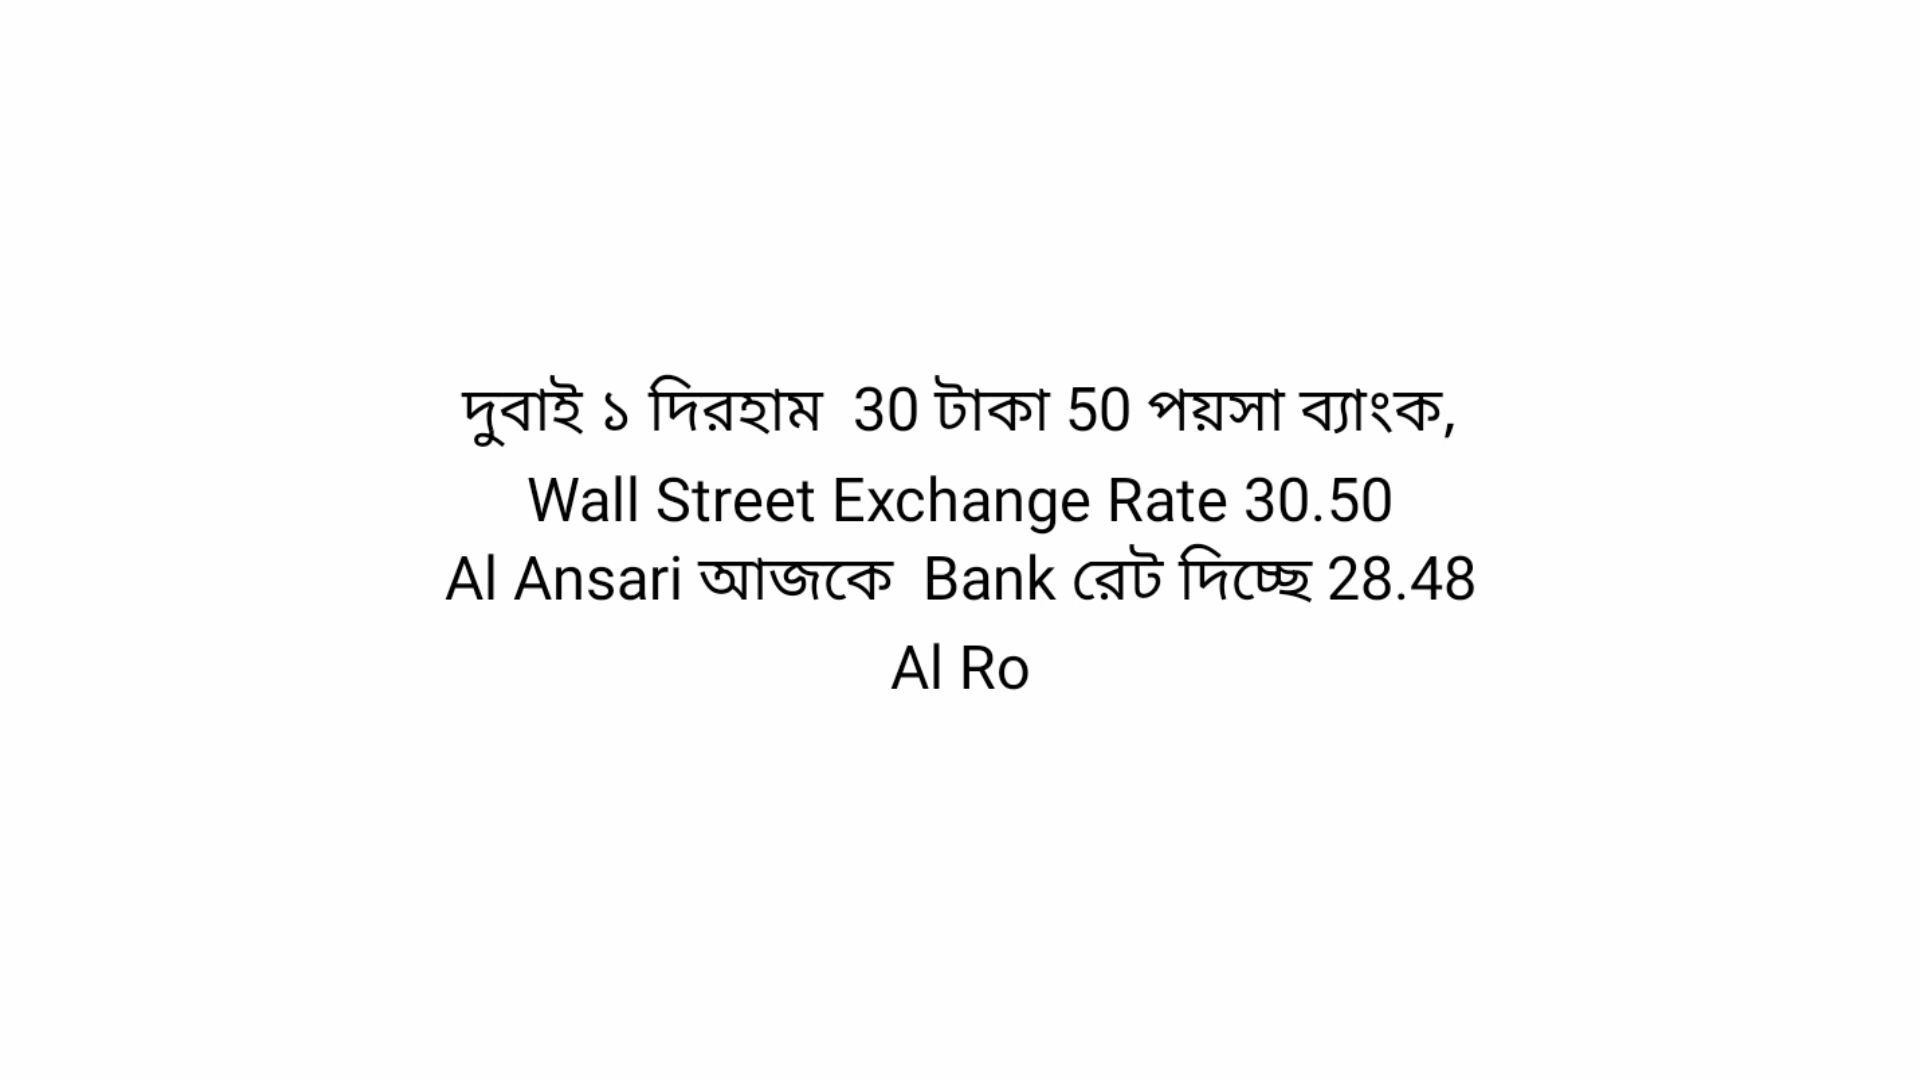 দুবাই ১ দিরহাম  30 টাকা 50 পয়সা ব্যাংক,
Wall Street Exchange Rate 30.50
Al Ansari আজকে  Bank রেট দিচ্ছে 28.48
Al Ro